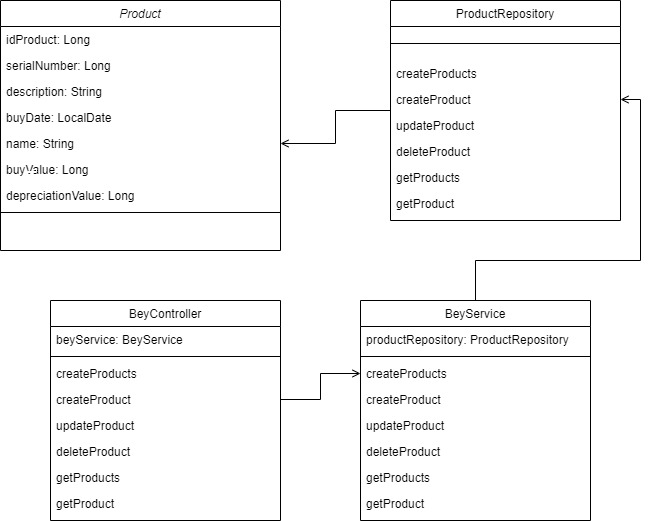 Product
idProduct: Long
serialNumber: Long
description: String
buyDate: LocalDate
name: String
buyValue: Long
depreciationValue: Long
ProductRepository
createProducts
createProduct
updateProduct
deleteProduct
getProducts
getProduct
BeyController
beyService: BeyService
createProducts
createProduct
updateProduct
deleteProduct
getProducts
getProduct
BeyService
productRepository: ProductRepository
createProducts
createProduct
updateProduct
deleteProduct
getProducts
getProduct